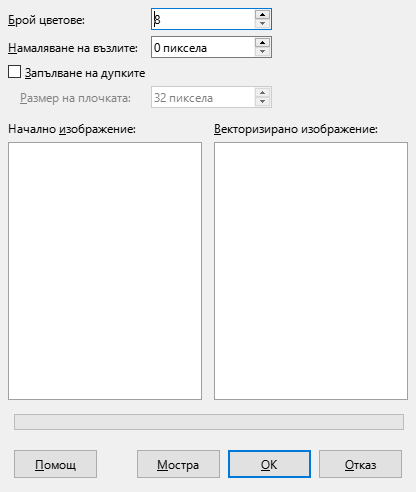 Брой цветове: 8
Намаляване на възлите: 0 пиксела
Запълване на дупките
Размер на плочката: 32 пиксела
Начално изображение: Векторизирано изображение:
Помощ Мостра OK Отказ